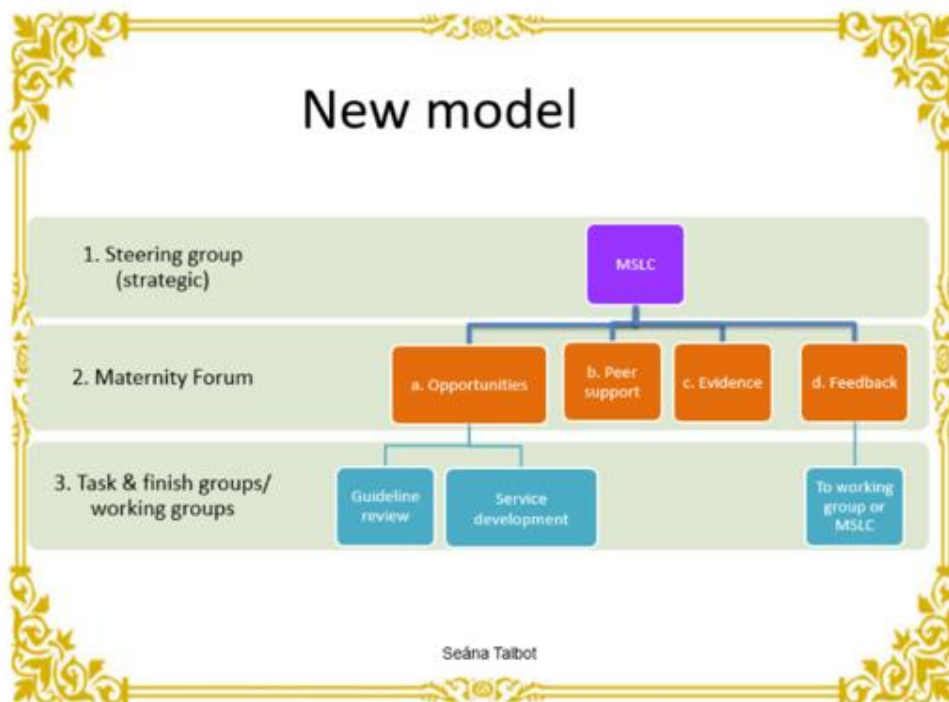 New model
1. Steering group
(strategic)
MSLC
2. Maternity Forum
a. Opportunities
b. Peer
support
c. Evidence
d. Feedback
3. Task & finish groups/
working groups
Guideline
review
Service
development
To working
group or
MSLC
Seána Talbot